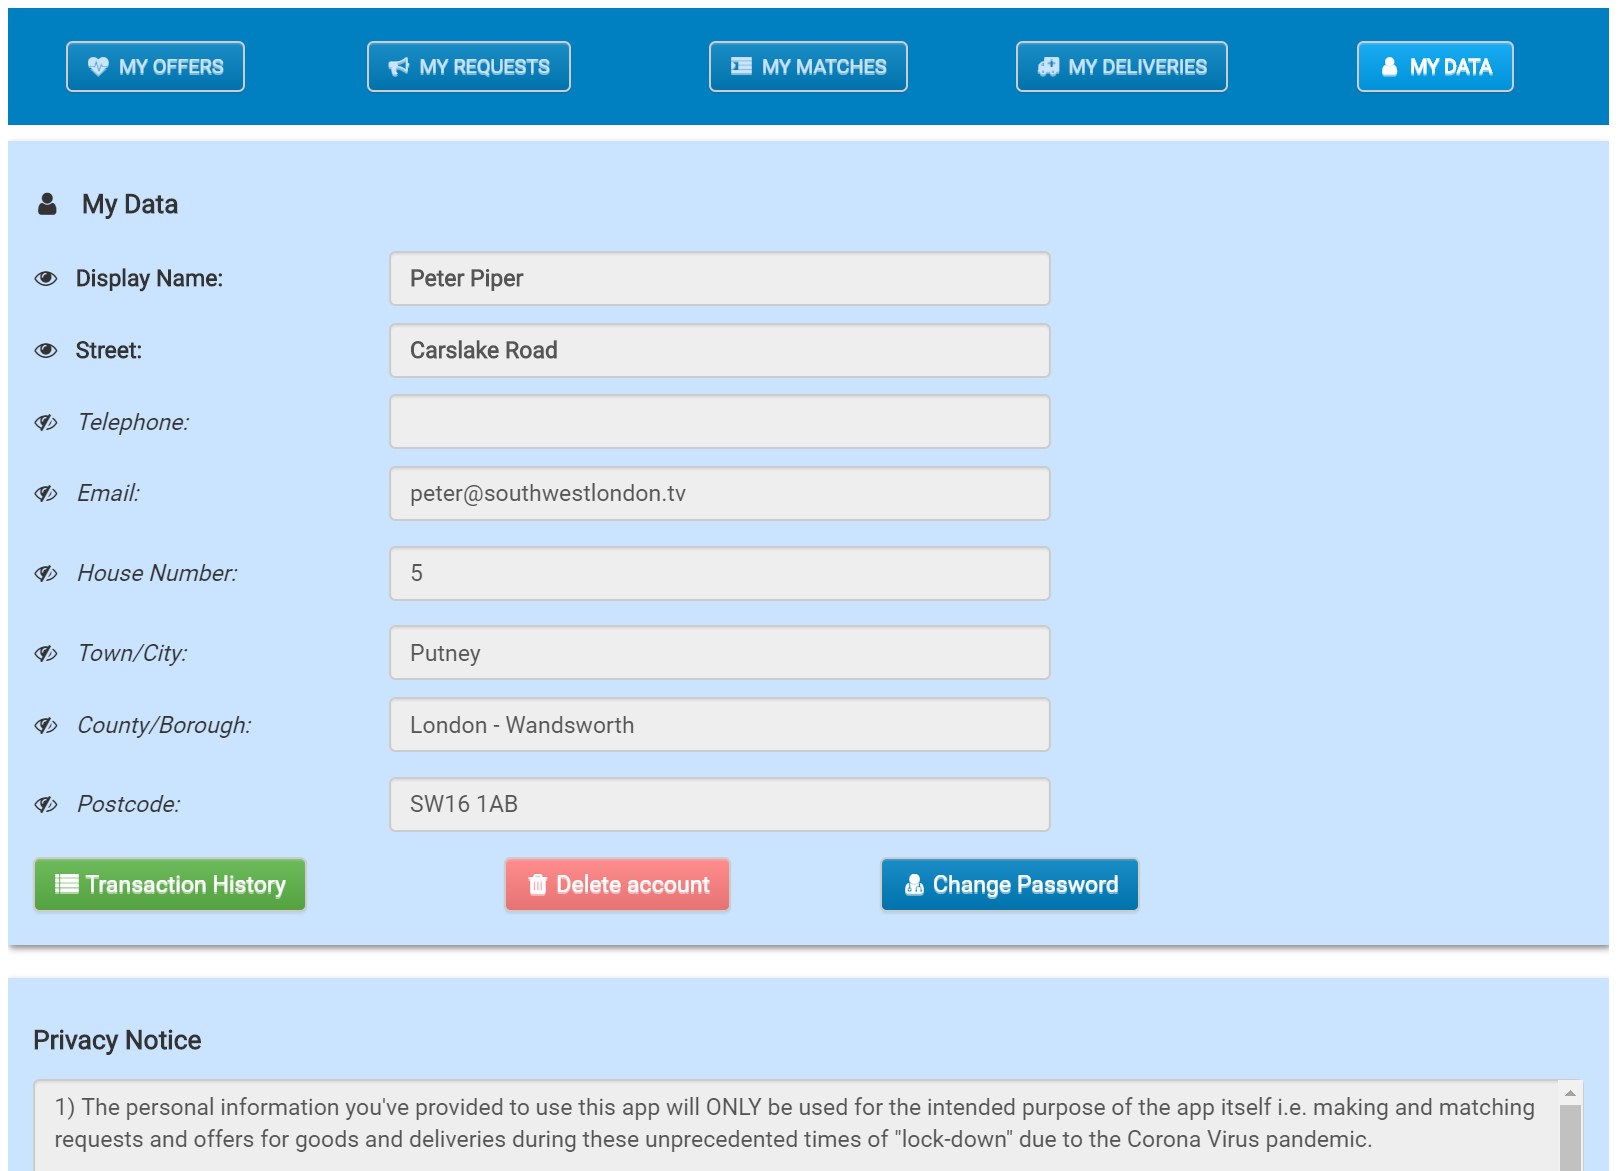 MY OFFERS MY REQUESTS MY MATCHES MY DELIVERIES MY DATA
My Data
Display Name: Peter Piper
Street: Carslake Road
Telephone:
Email: peter@southwestlondon.tv
House Number: 5
Town/City: Putney
County/Borough: London - Wandsworth
Postcode: SW16 1AB
Transaction History Delete account Change Password
Privacy Notice
1) The personal information you've provided to use this app will ONLY be used for the intended purpose of the app itself i.e. making and matching
requests and offers for goods and deliveries during these unprecedented times of "lock-down" due to the Corona Virus pandemic.